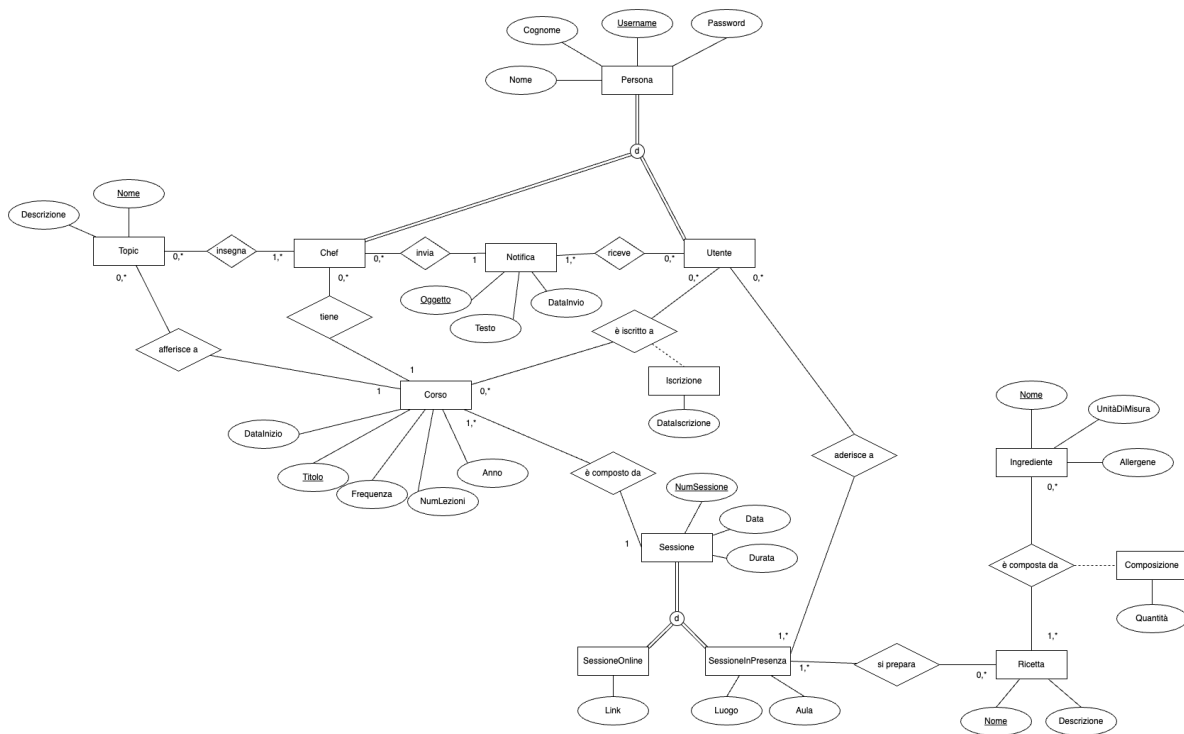 Username
Cognome
Password
Nome
Persona
d
Nome
Descrizione
Topic
insegna
Chef
invia
Notifica
riceve
Utente
0,*
0,*
1,*
0,*
0,*
1
1,*
0,*
0,*
0,*
Oggetto
DataInvio
Testo
tiene
è iscritto a
afferisce a
1
1
Corso
0,*
Iscrizione
DataIscrizione
1,*
DataInizio
Titolo
Frequenza
NumLezioni
Anno
è composto da
aderisce a
Nome
UnitàDiMisura
Ingrediente
Allergene
0,*
NumSessione
Data
1
Sessione
Durata
è composta da
Composizione
Quantità
d
1,*
1,*
SessioneOnline
SessioneInPresenza
1,*
si prepara
0,*
Ricetta
Link
Luogo
Aula
Nome
Descrizione